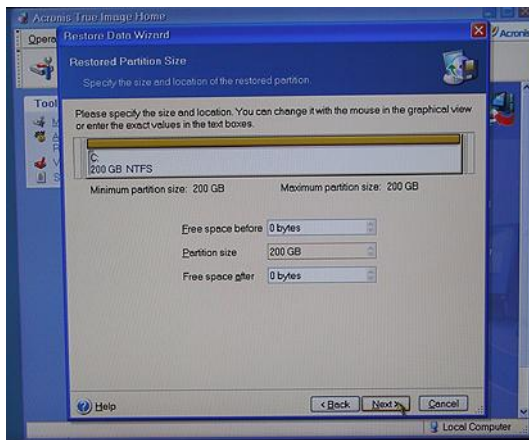 Acronis True Image Home
Opera
Acronis
Restore Data Wizard
Restored Partition Size
Specify the size and location of the restored partition.
Tool
Please specify the size and location. You can change it with the mouse in the graphical view
or enter the exact values in the text boxes.
C:
200 GB NTFS
Minimum partition size: 200 GB Maximum partition size: 200 GB
Free space before 0 bytes
Partition size 200 GB
Free space after 0 bytes
Help < Back Next > Cancel
Local Computer